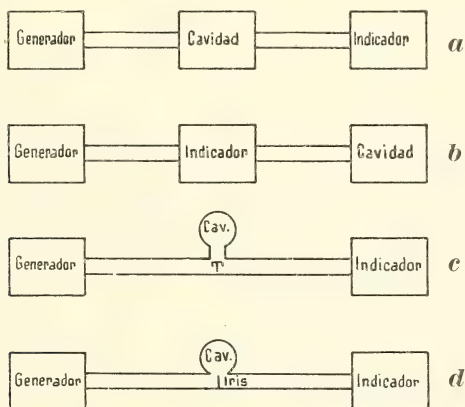 Generador Cavidad Indicador a
Generador Indicador Cavidad b
Cav.
Generador T Indicador c
Cav.
Generador Iris Indicador d